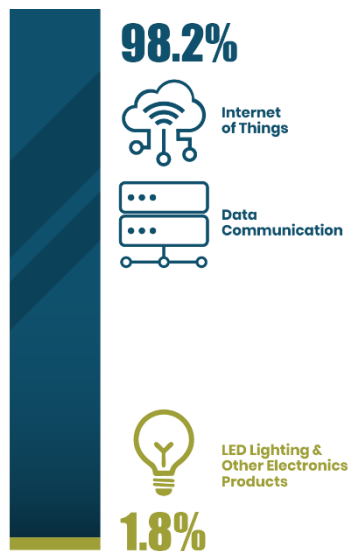 98.2%
Internet
of Things
Data
Communication
LED Lighting &
Other Electronics
Products
1.8%